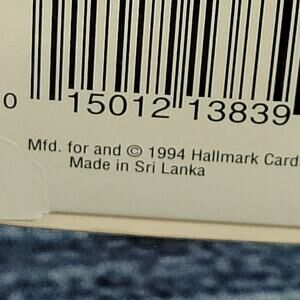 0 15012 13839
Mfd. for and © 1994 Hallmark Card
Made in Sri Lanka